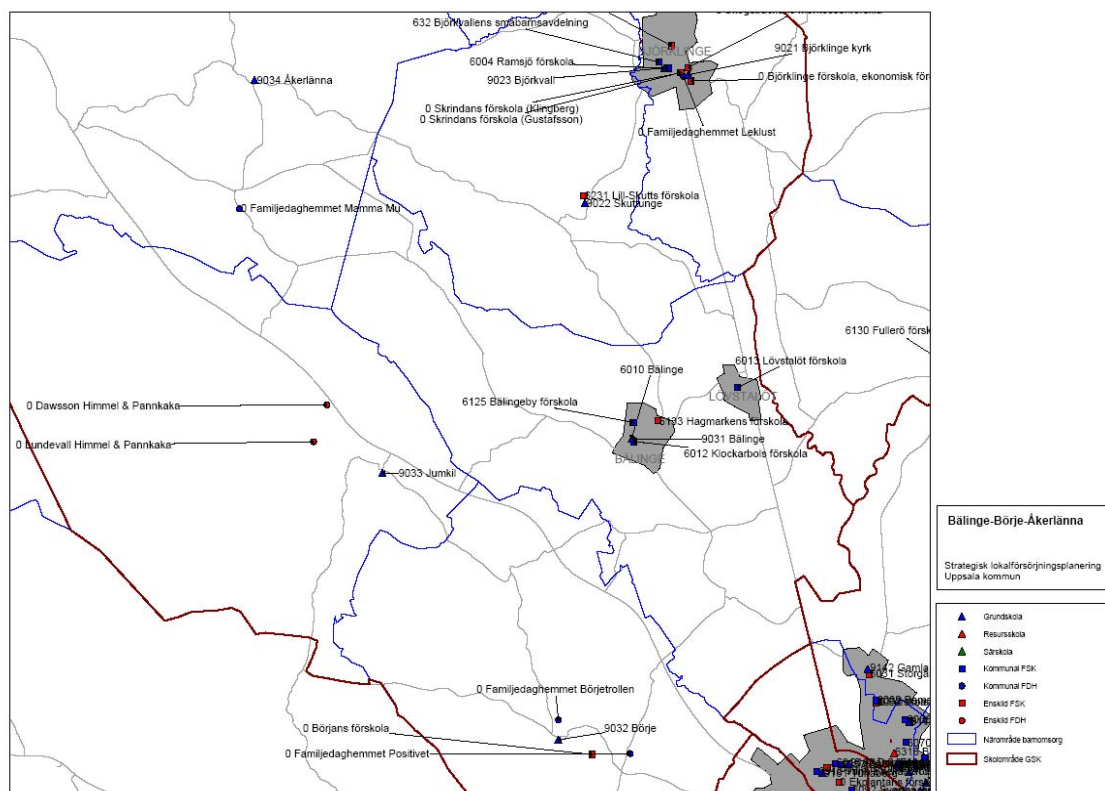 632 Björkvallens småbarnsavdelning
BJÖRKLINGE
9021 Björklinge kyrk
6004 Ramsjö förskola
9034 Åkerlänna
9023 Björkvall
0 Björklinge förskola, ekonomisk för
0 Skrindans förskola (Klingberg)
0 Skrindans förskola (Gustafsson)
0 Familjedaghemmet Leklust
6231 Lill-Skutts förskola
9022 Skuttunge
0 Familjedaghemmet Mamma Mu
6130 Fullerö försk
6013 Lövstalöt förskola
6010 Bälinge
LÖVSTALÖT
0 Dawsson Himmel & Pannkaka
6125 Bälingeby förskola
6193 Hagmarkens förskola
0 Lundevall Himmel & Pannkaka
9031 Bälinge
6012 Klockarbols förskola
BÄLINGE
9033 Jumkil
Bälinge-Börje-Åkerlänna
Strategisk lokalförsörjningsplanering
Uppsala kommun
Grundskola
Resursskola
Särskola
Kommunal FSK
Kommunal FDH
Enskild FSK
Enskild FDH
Närområde barnomsorg
Skolområde GSK
9142 Gamla
0 Familjedaghemmet Börjetrollen
0 Börjans förskola
9032 Börje
0 Familjedaghemmet Positivet